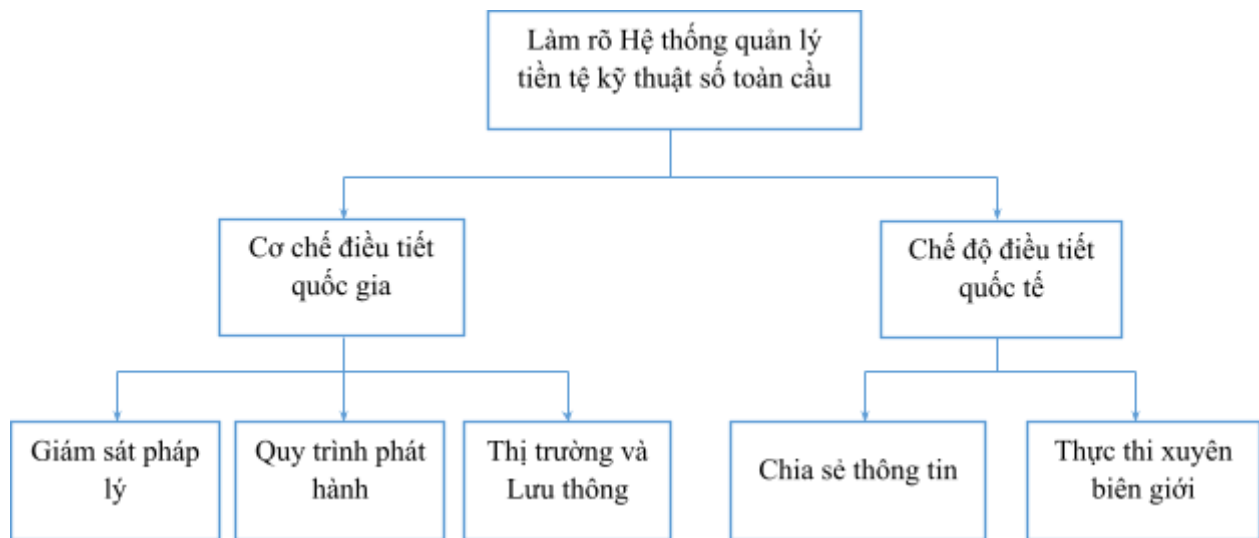 Làm rõ Hệ thống quản lý
tiền tệ kỹ thuật số toàn cầu
Cơ chế điều tiết
quốc gia
Chế độ điều tiết
quốc tế
Giám sát pháp
lý
Quy trình phát
hành
Thị trường và
Lưu thông
Chia sẻ thông tin
Thực thi xuyên
biên giới